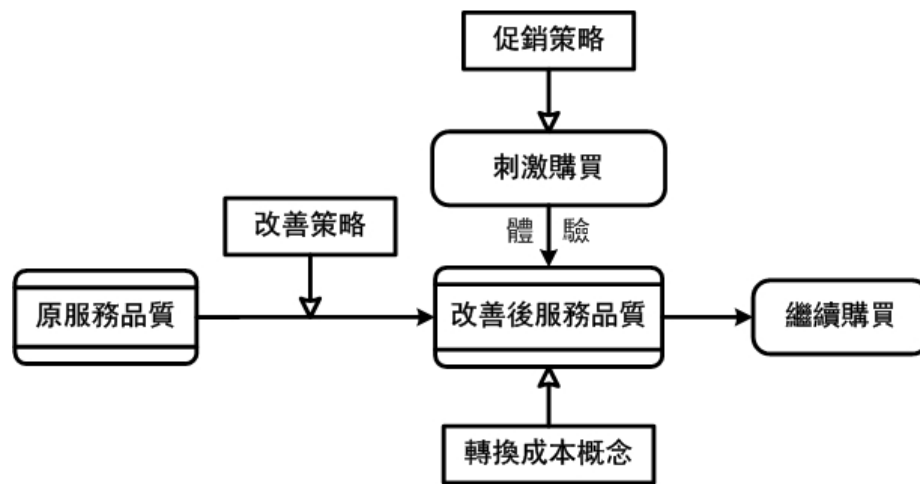 促銷策略
刺激購買
體 驗
改善策略
原服務品質
改善後服務品質
繼續購買
轉換成本概念